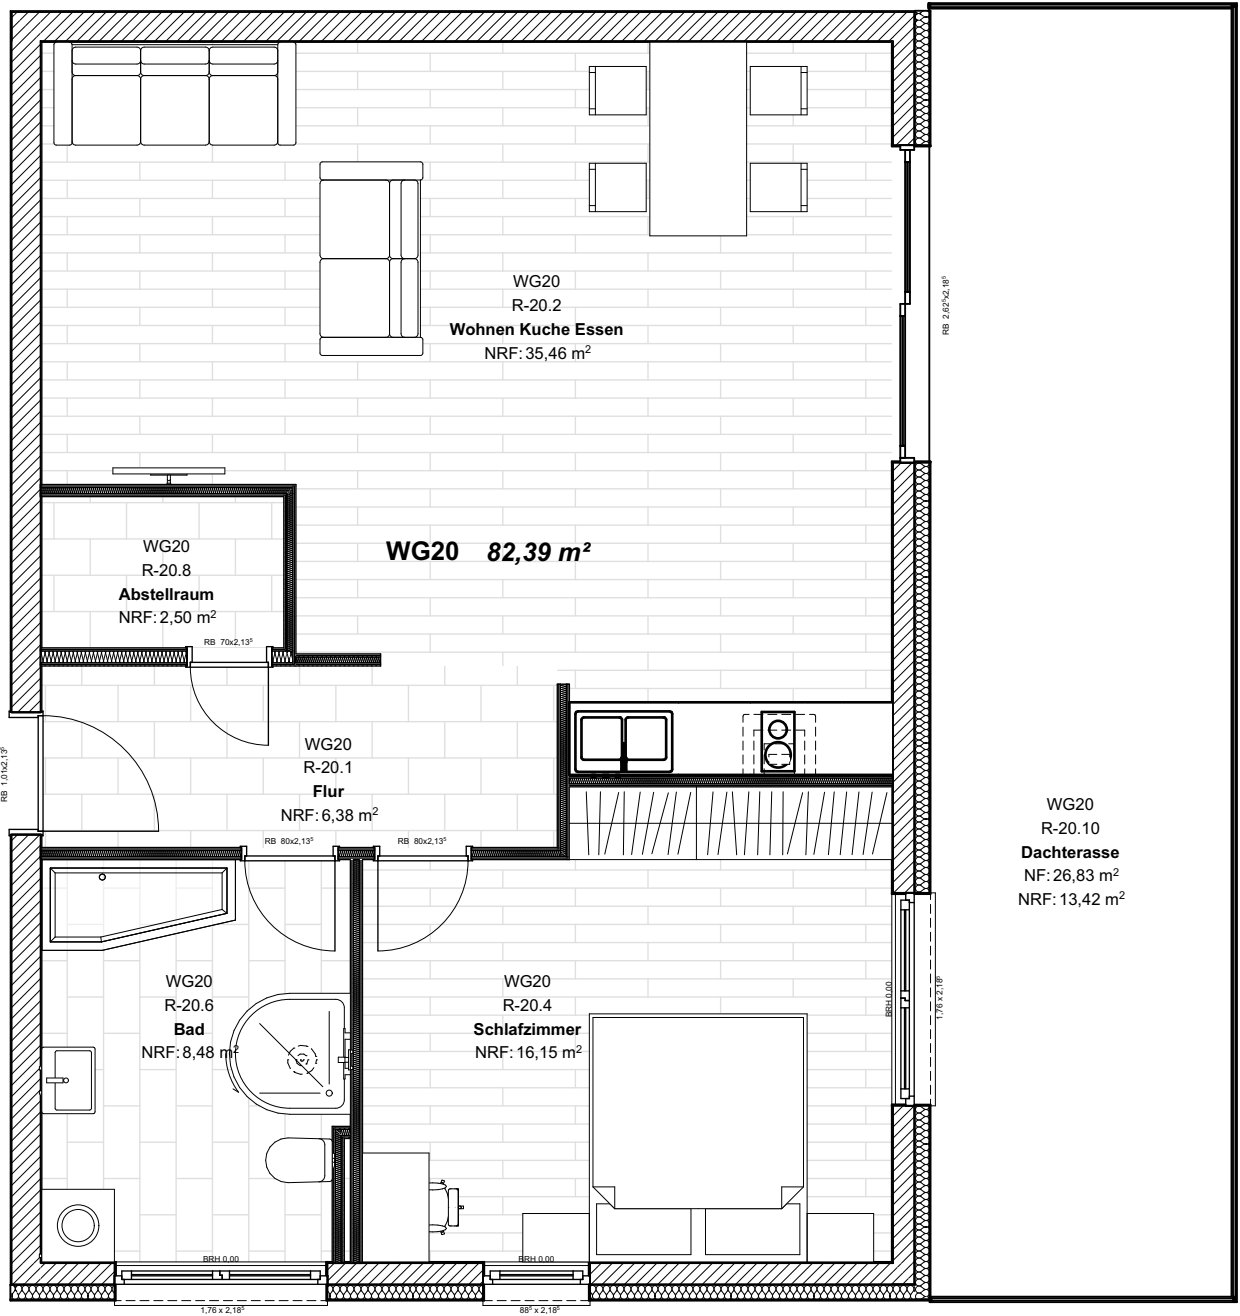 WG20
R-20.2
Wohnen Kuche Essen
NRF: 35,46 m²
RB 2,62⁵x2,18⁵
WG20 82,39 m²
WG20
R-20.8
Abstellraum
NRF: 2,50 m²
RB 70x2,13⁵
RB 1,01x2,13⁵
WG20
R-20.1
Flur
NRF: 6,38 m²
RB 80x2,13⁵
RB 80x2,13⁵
WG20
R-20.10
Dachterasse
NF: 26,83 m²
NRF: 13,42 m²
WG20
R-20.6
Bad
NRF: 8,48 m²
WG20
R-20.4
Schlafzimmer
NRF: 16,15 m²
BRH 0,00
1,76 x 2,18⁵
BRH 0,00
1,76 x 2,18⁵
BRH 0,00
88⁵ x 2,18⁵